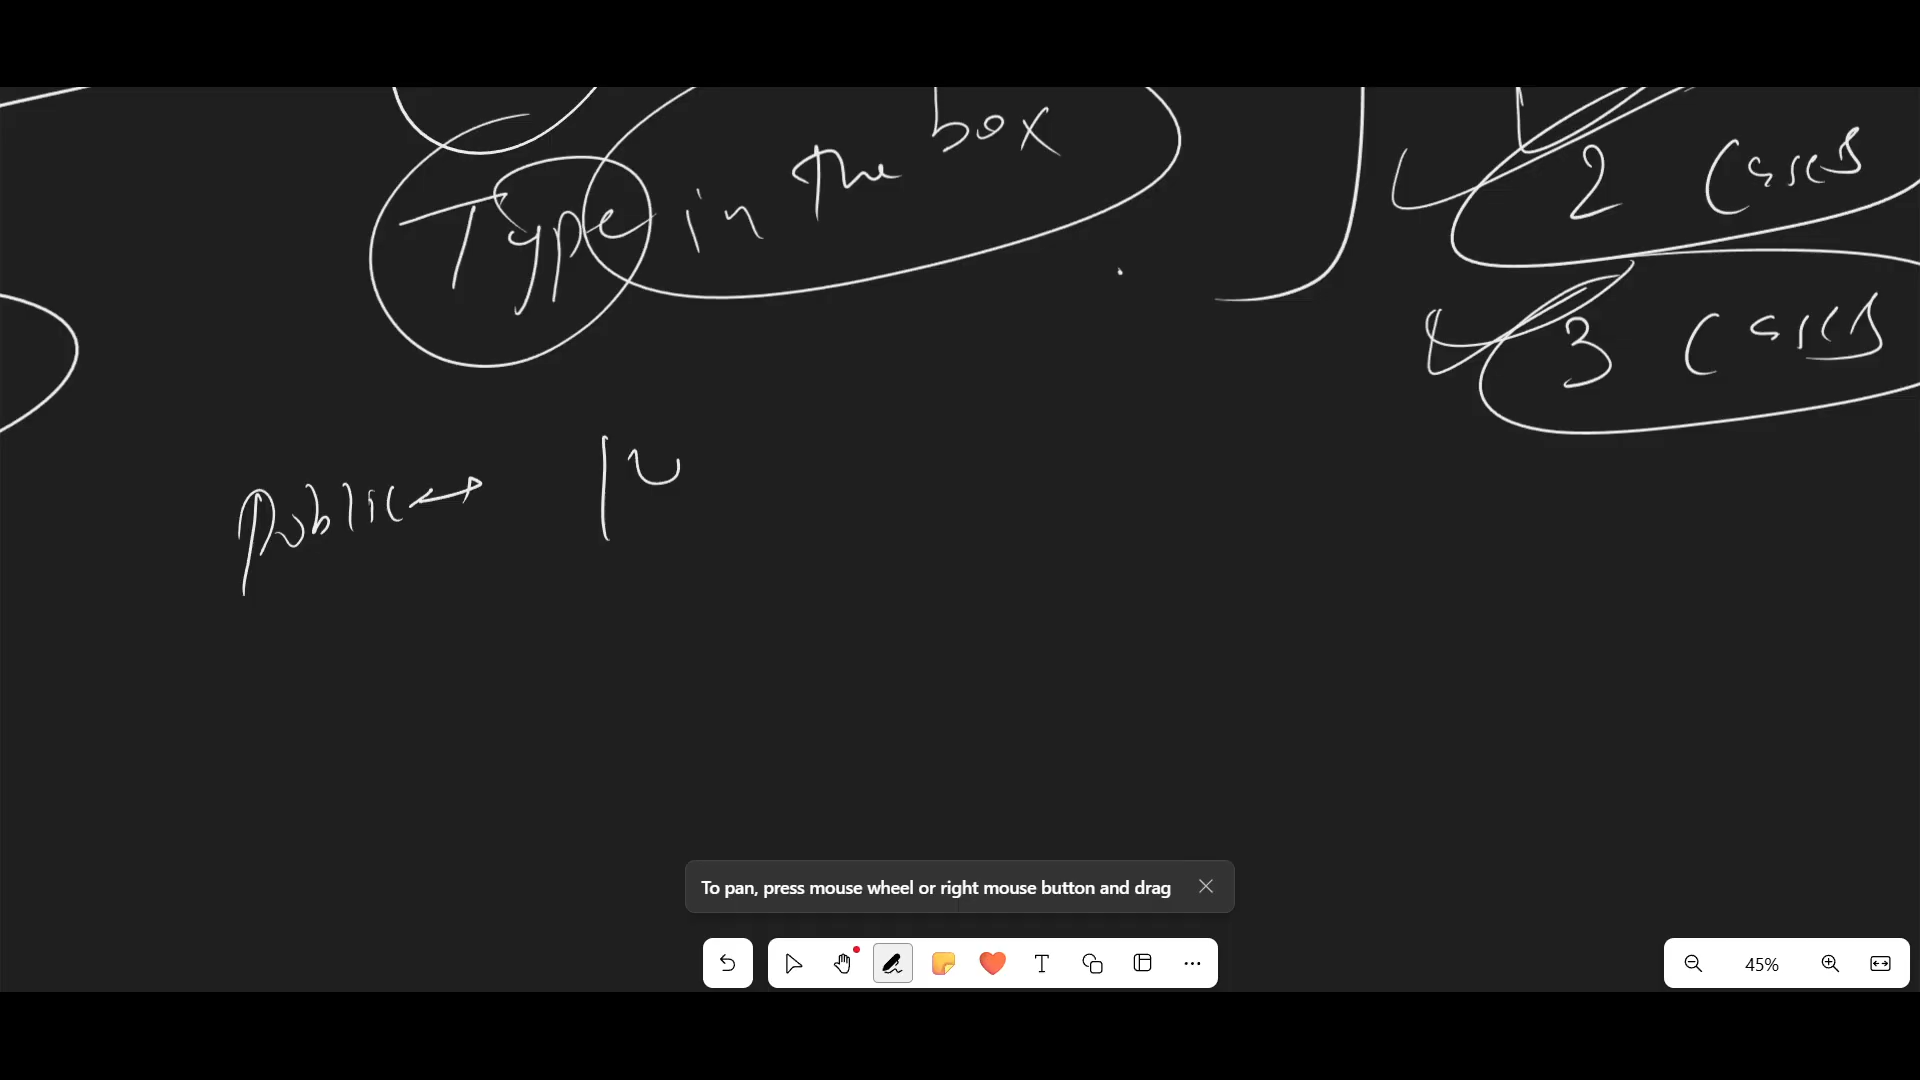 box
Type in the
2 cases
3 cases
Public
To pan, press mouse wheel or right mouse button and drag
45%